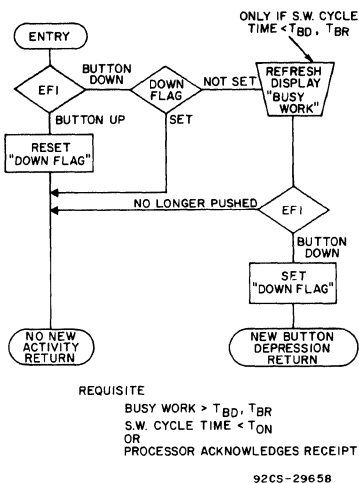 ONLY IF S.W. CYCLE
TIME < TBD, TBR
ENTRY
EF1
BUTTON
DOWN
DOWN
FLAG
NOT SET
REFRESH
DISPLAY
"BUSY
WORK"
BUTTON UP
SET
RESET
"DOWN FLAG"
NO LONGER PUSHED
EF1
BUTTON
DOWN
SET
"DOWN FLAG"
NO NEW
ACTIVITY
RETURN
NEW BUTTON
DEPRESSION
RETURN
REQUISITE
BUSY WORK > TBD, TBR
S.W. CYCLE TIME < TON
OR
PROCESSOR ACKNOWLEDGES RECEIPT
92CS-29658